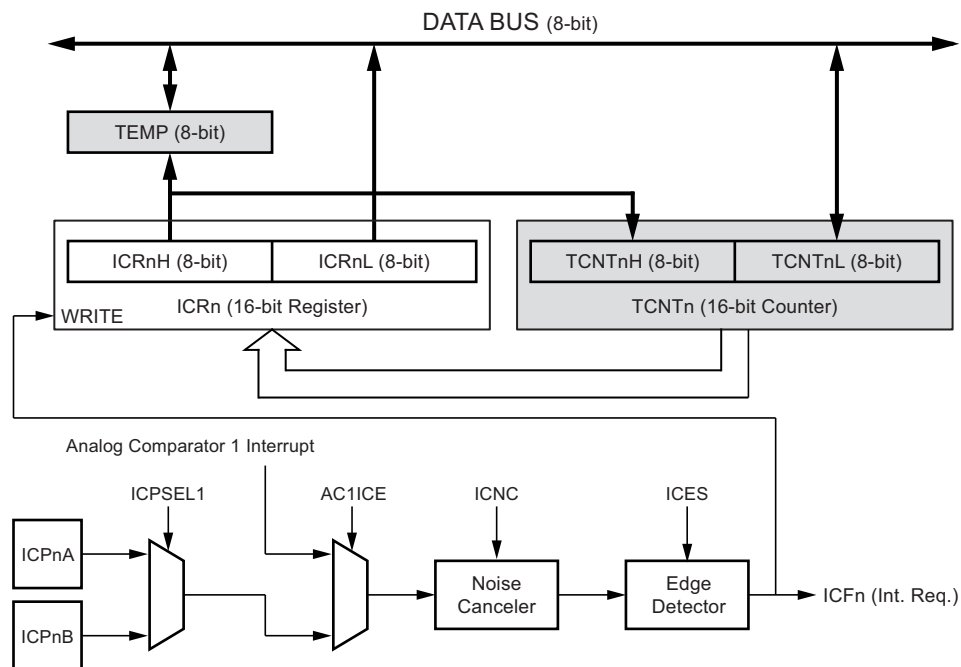 DATA BUS (8-bit)
TEMP (8-bit)
ICRnH (8-bit)
ICRnL (8-bit)
TCNTnH (8-bit)
TCNTnL (8-bit)
WRITE
ICRn (16-bit Register)
TCNTn (16-bit Counter)
Analog Comparator 1 Interrupt
ICPSEL1
AC1ICE
ICNC
ICES
ICPnA
Noise
Canceler
Edge
Detector
ICFn (Int. Req.)
ICPnB